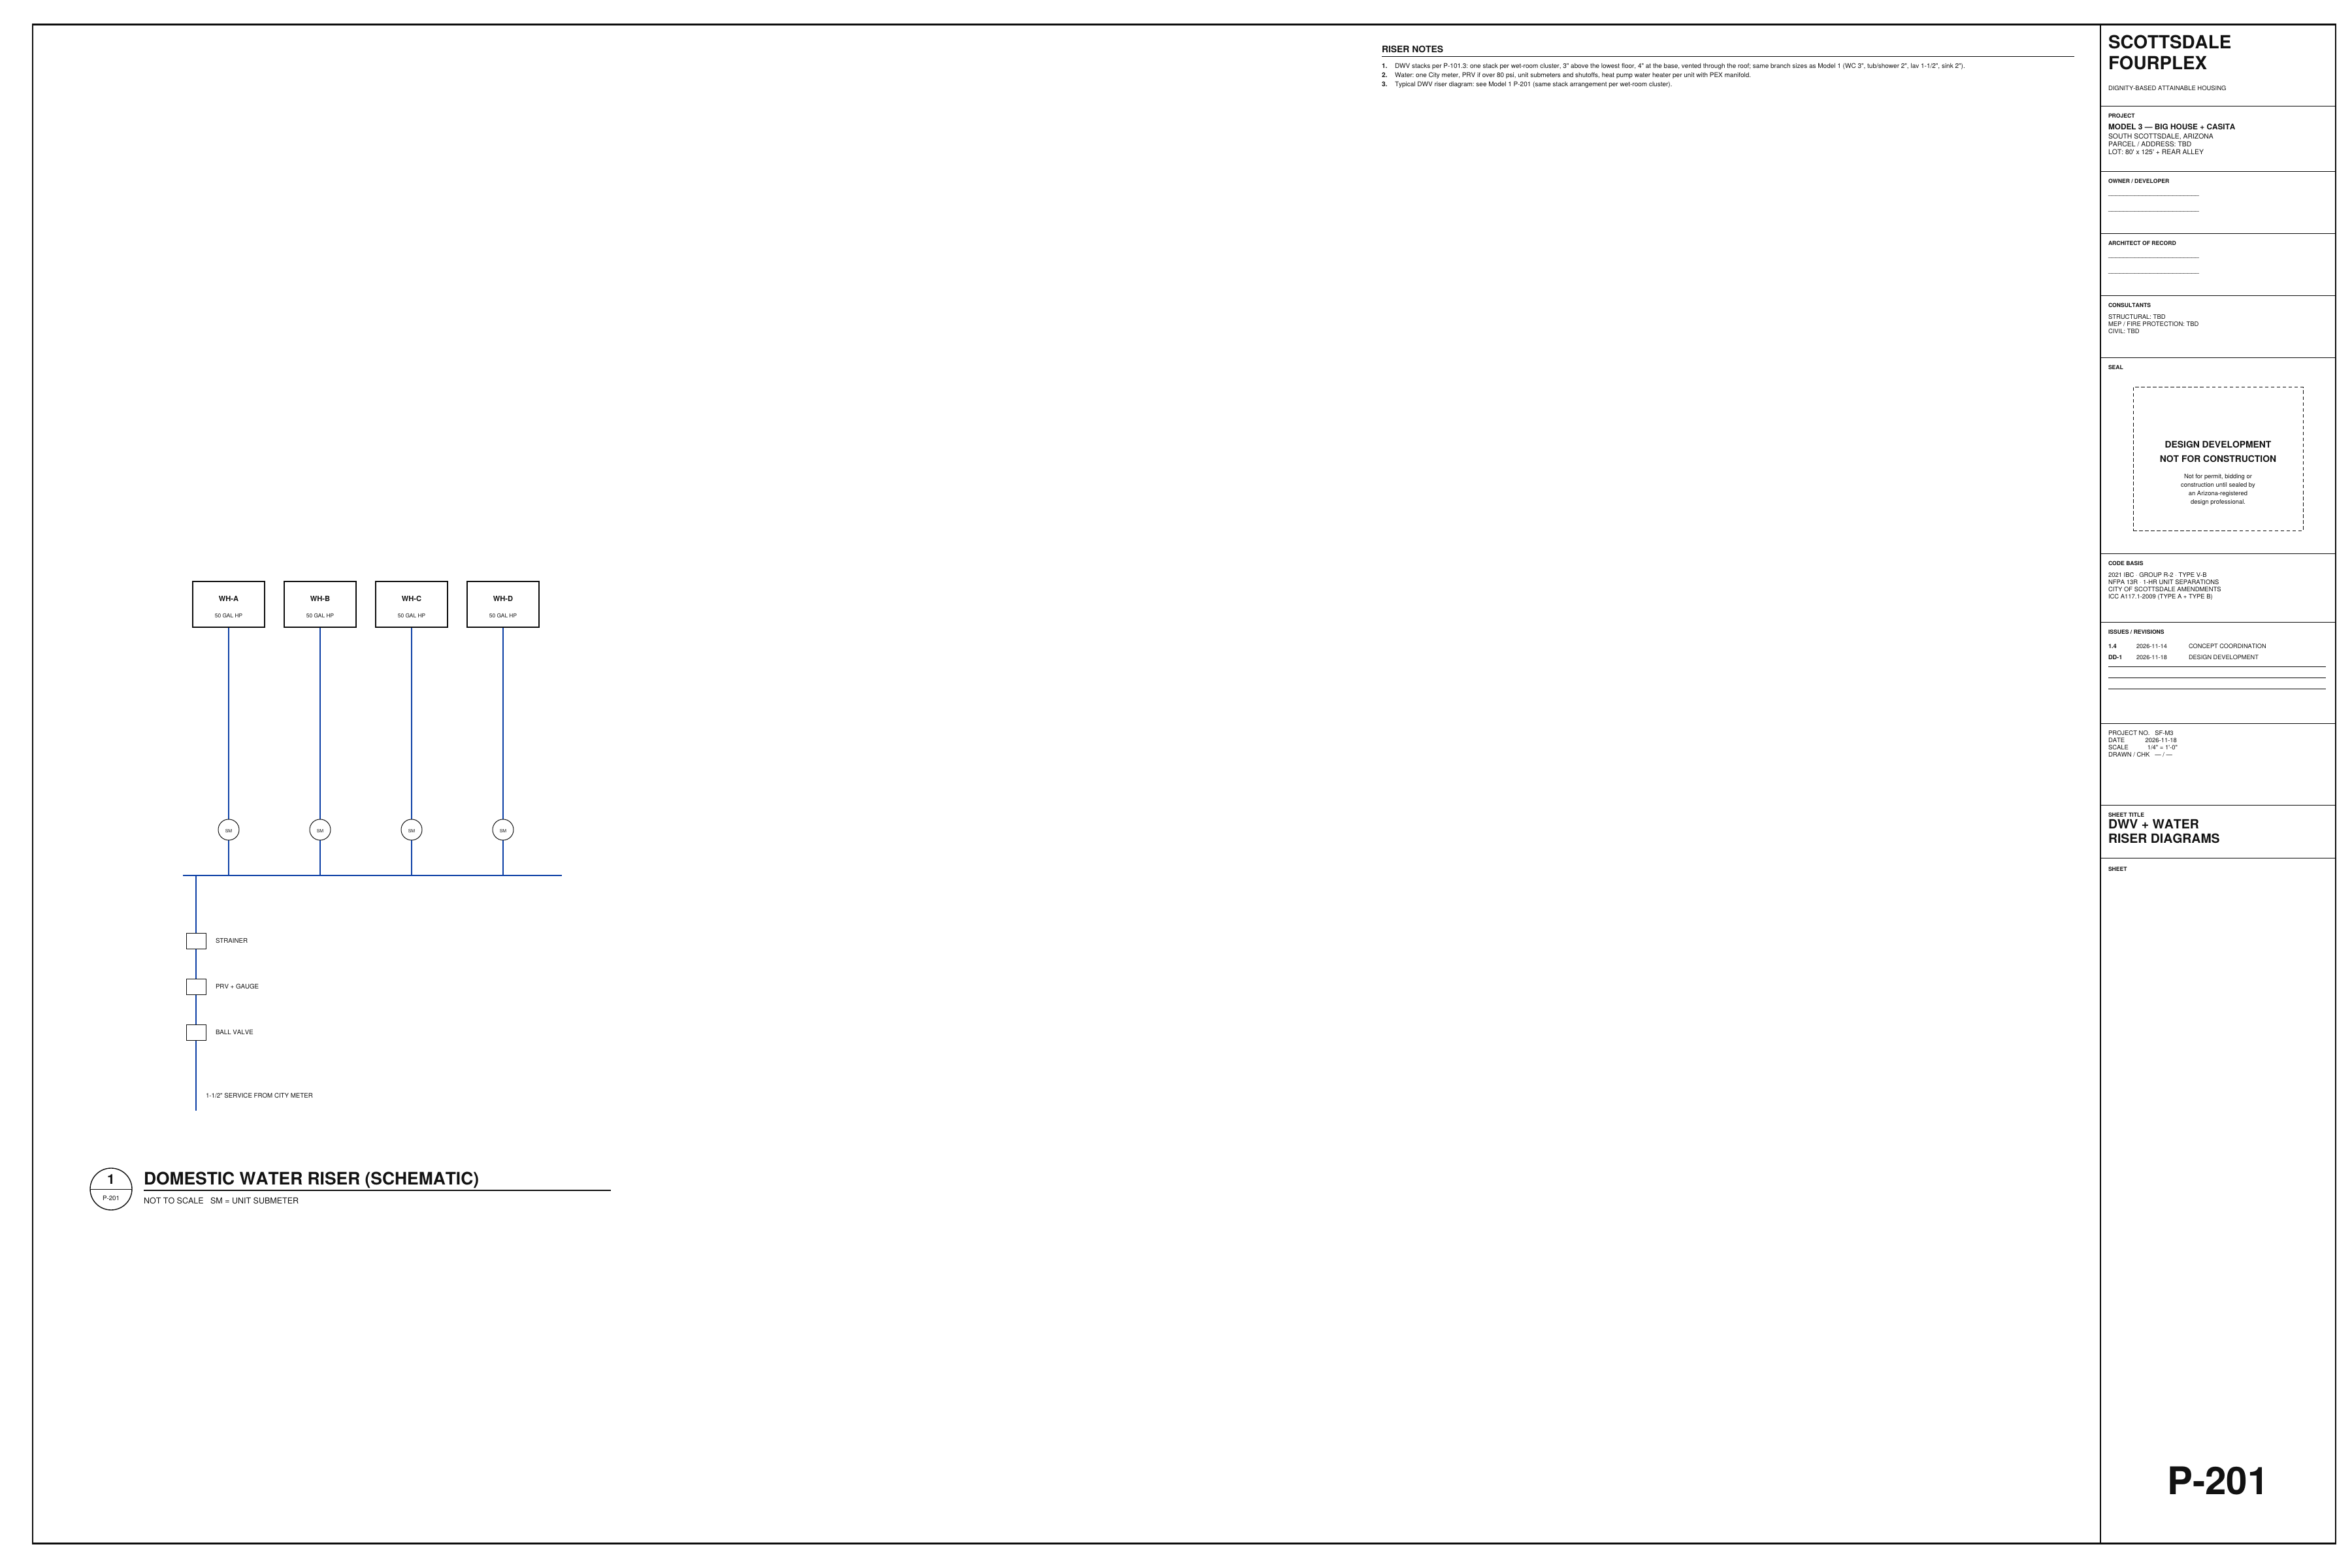 RISER NOTES
1. DWV stacks per P-101.3: one stack per wet-room cluster, 3" above the lowest floor, 4" at the base, vented through the roof; same branch sizes as Model 1 (WC 3", tub/shower 2", lav 1-1/2", sink 2").
2. Water: one City meter, PRV if over 80 psi, unit submeters and shutoffs, heat pump water heater per unit with PEX manifold.
3. Typical DWV riser diagram: see Model 1 P-201 (same stack arrangement per wet-room cluster).
WH-A WH-B WH-C WH-D
50 GAL HP 50 GAL HP 50 GAL HP 50 GAL HP
SM SM SM SM
STRAINER
PRV + GAUGE
BALL VALVE
1-1/2" SERVICE FROM CITY METER
1
P-201
DOMESTIC WATER RISER (SCHEMATIC)
NOT TO SCALE SM = UNIT SUBMETER
SCOTTSDALE
FOURPLEX
DIGNITY-BASED ATTAINABLE HOUSING
PROJECT
MODEL 3 — BIG HOUSE + CASITA
SOUTH SCOTTSDALE, ARIZONA
PARCEL / ADDRESS: TBD
LOT: 80' x 125' + REAR ALLEY
OWNER / DEVELOPER
ARCHITECT OF RECORD
CONSULTANTS
STRUCTURAL: TBD
MEP / FIRE PROTECTION: TBD
CIVIL: TBD
SEAL
DESIGN DEVELOPMENT
NOT FOR CONSTRUCTION
Not for permit, bidding or
construction until sealed by
an Arizona-registered
design professional.
CODE BASIS
2021 IBC · GROUP R-2 · TYPE V-B
NFPA 13R · 1-HR UNIT SEPARATIONS
CITY OF SCOTTSDALE AMENDMENTS
ICC A117.1-2009 (TYPE A + TYPE B)
ISSUES / REVISIONS
1.4 2026-11-14 CONCEPT COORDINATION
DD-1 2026-11-18 DESIGN DEVELOPMENT
PROJECT NO. SF-M3
DATE 2026-11-18
SCALE 1/4" = 1'-0"
DRAWN / CHK — / —
SHEET TITLE
DWV + WATER
RISER DIAGRAMS
SHEET
P-201